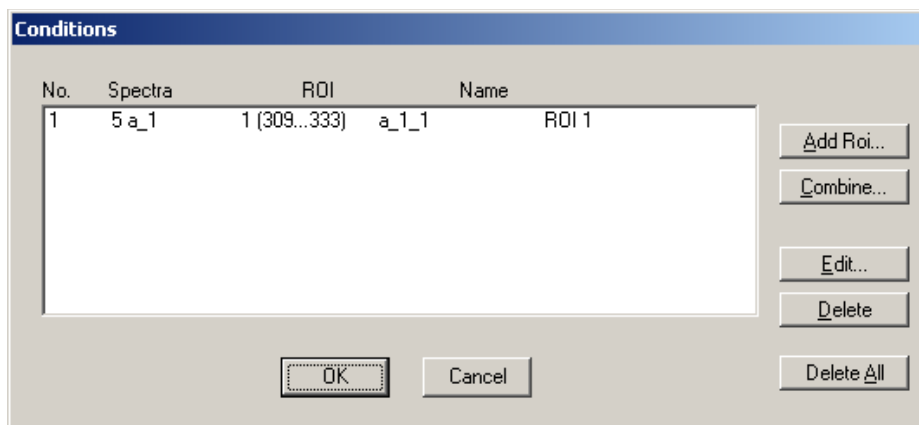 Conditions
No. Spectra ROI Name
1 5 a_1 1 (309...333) a_1_1 ROI 1
Add Roi...
Combine...
Edit...
Delete
OK Cancel Delete All